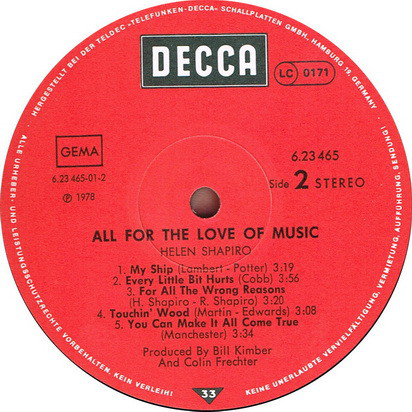 HERGESTELLT BEI DER TELDEC-»TELEFUNKEN-DECCA« SCHALLPLATTEN GMBH, HAMBURG 19, GERMANY
DECCA
LC 0171
GEMA
6.23 465-01-2
℗ 1978
6.23 465
Side 2 STEREO
ALL FOR THE LOVE OF MUSIC
HELEN SHAPIRO
1. My Ship (Lambert - Potter) 3:19
2. Every Little Bit Hurts (Cobb) 3:56
3. For All The Wrong Reasons
(H. Shapiro - R. Shapiro) 3:20
4. Touchin' Wood (Martin - Edwards) 3:08
5. You Can Make It All Come True
(Manchester) 3:34
Produced By Bill Kimber
And Colin Frechter
33
ALLE URHEBER- UND LEISTUNGSSCHUTZRECHTE VORBEHALTEN. KEIN VERLEIH!
KEINE UNERLAUBTE VERVIELFÄLTIGUNG, VERMIETUNG, AUFFÜHRUNG, SENDUNG!